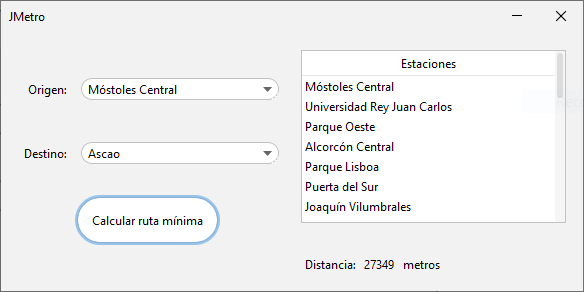 JMetro
Origen: Móstoles Central
Destino: Ascao
Calcular ruta mínima
Estaciones
Móstoles Central
Universidad Rey Juan Carlos
Parque Oeste
Alcorcón Central
Parque Lisboa
Puerta del Sur
Joaquín Vilumbrales
Distancia: 27349 metros